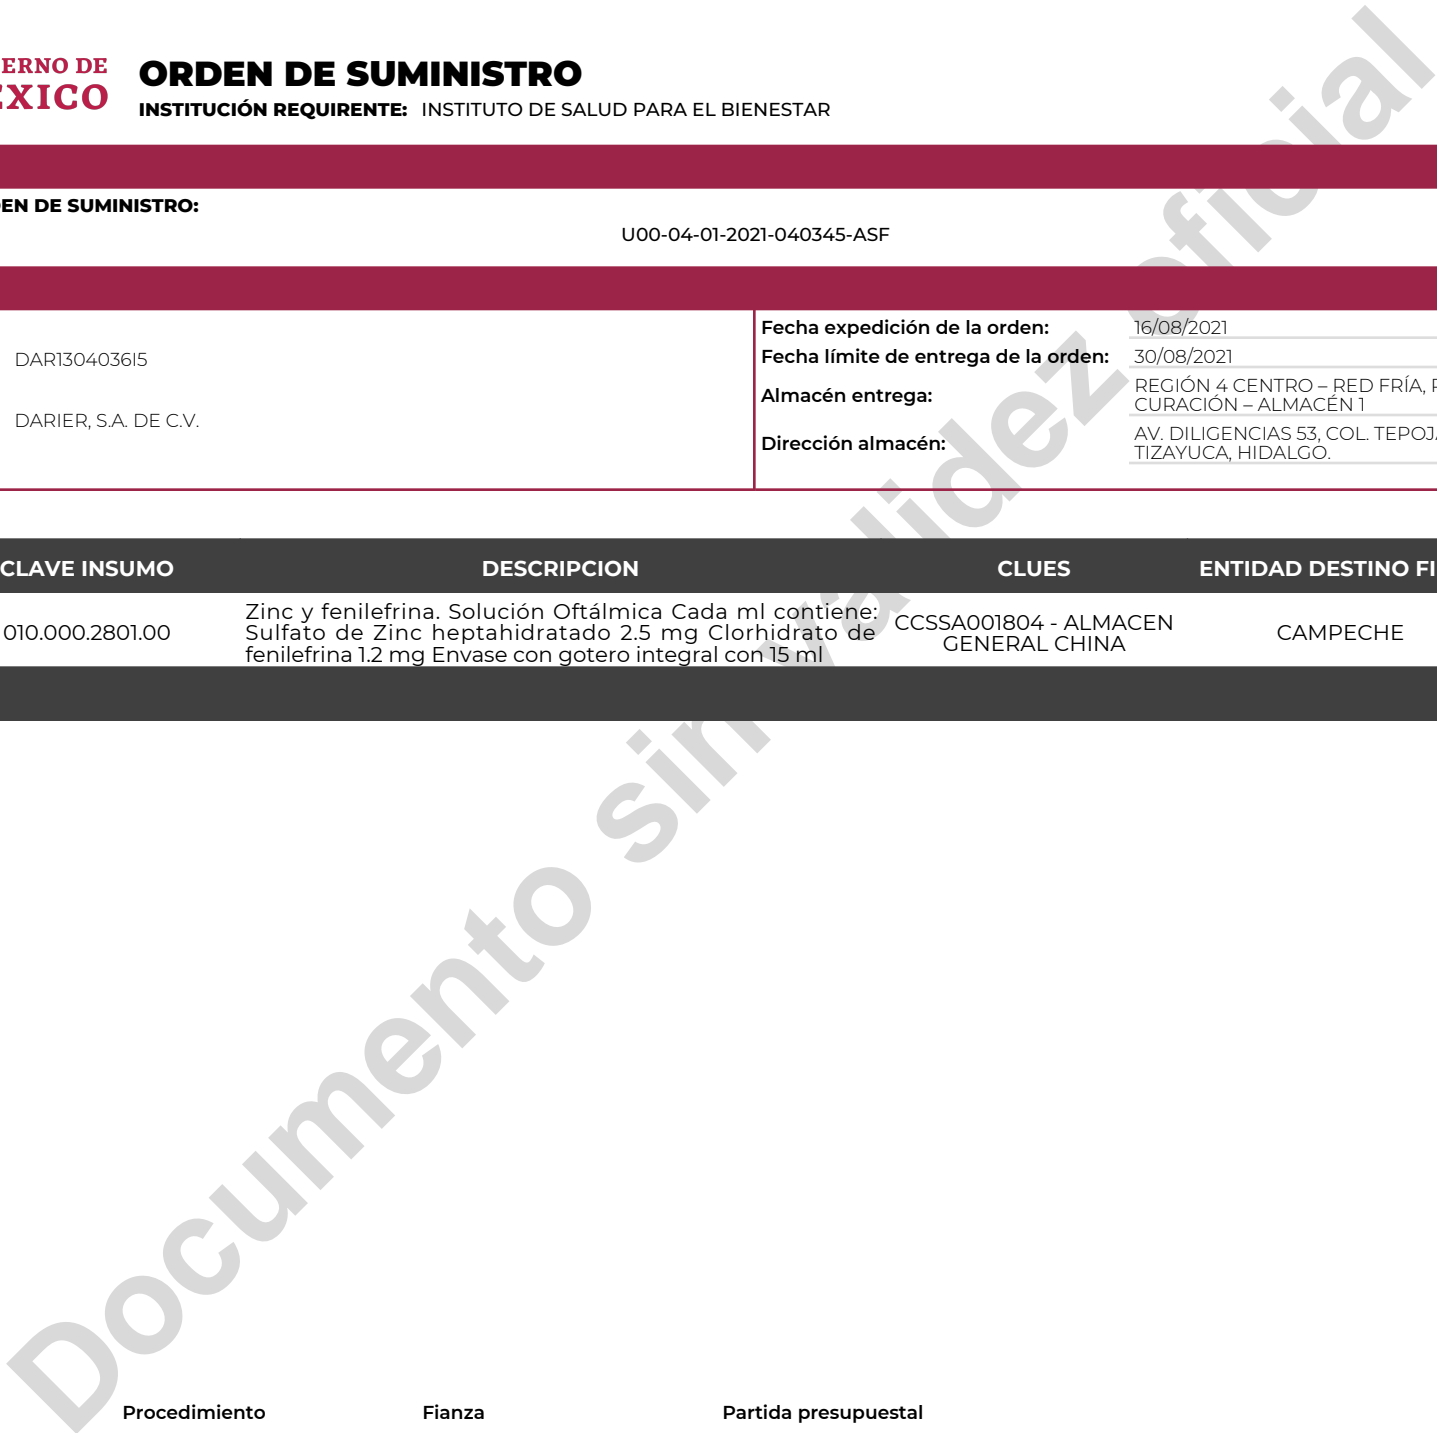 ERNO DE
ÉXICO
ORDEN DE SUMINISTRO
INSTITUCIÓN REQUIRENTE: INSTITUTO DE SALUD PARA EL BIENESTAR
EN DE SUMINISTRO:
U00-04-01-2021-040345-ASF
DAR1304036I5
DARIER, S.A. DE C.V.
Fecha expedición de la orden: 16/08/2021
Fecha límite de entrega de la orden: 30/08/2021
Almacén entrega: REGIÓN 4 CENTRO – RED FRÍA,
CURACIÓN – ALMACÉN 1
Dirección almacén: AV. DILIGENCIAS 53, COL. TEPOJ
TIZAYUCA, HIDALGO.
CLAVE INSUMO DESCRIPCION CLUES ENTIDAD DESTINO FI
010.000.2801.00
Zinc y fenilefrina. Solución Oftálmica Cada ml contiene:
Sulfato de Zinc heptahidratado 2.5 mg Clorhidrato de
fenilefrina 1.2 mg Envase con gotero integral con 15 ml
CCSSA001804 - ALMACEN
GENERAL CHINA
CAMPECHE
Documento sin validez oficial
Procedimiento Fianza Partida presupuestal